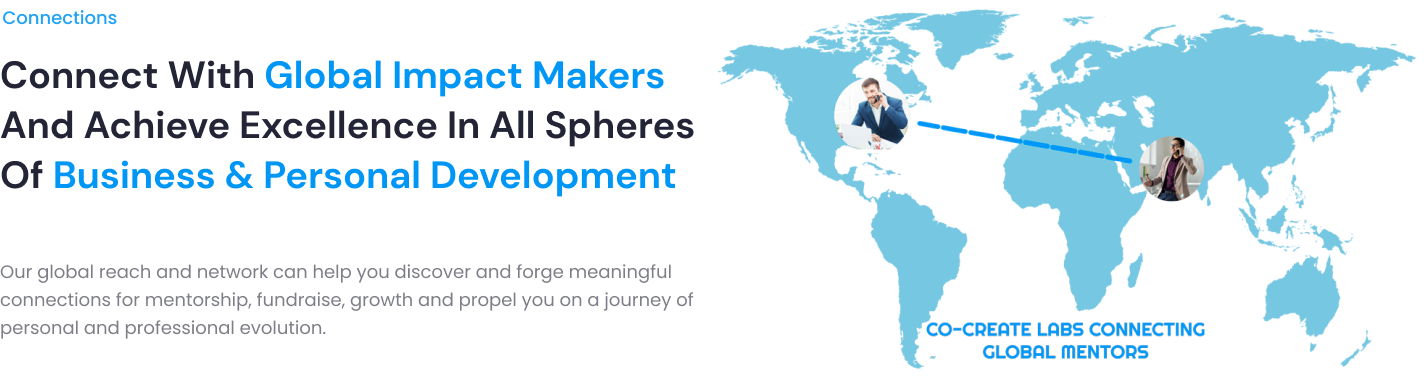 Connections
Connect With Global Impact Makers
And Achieve Excellence In All Spheres
Of Business & Personal Development
Our global reach and network can help you discover and forge meaningful
connections for mentorship, fundraise, growth and propel you on a journey of
personal and professional evolution.
CO-CREATE LABS CONNECTING
GLOBAL MENTORS